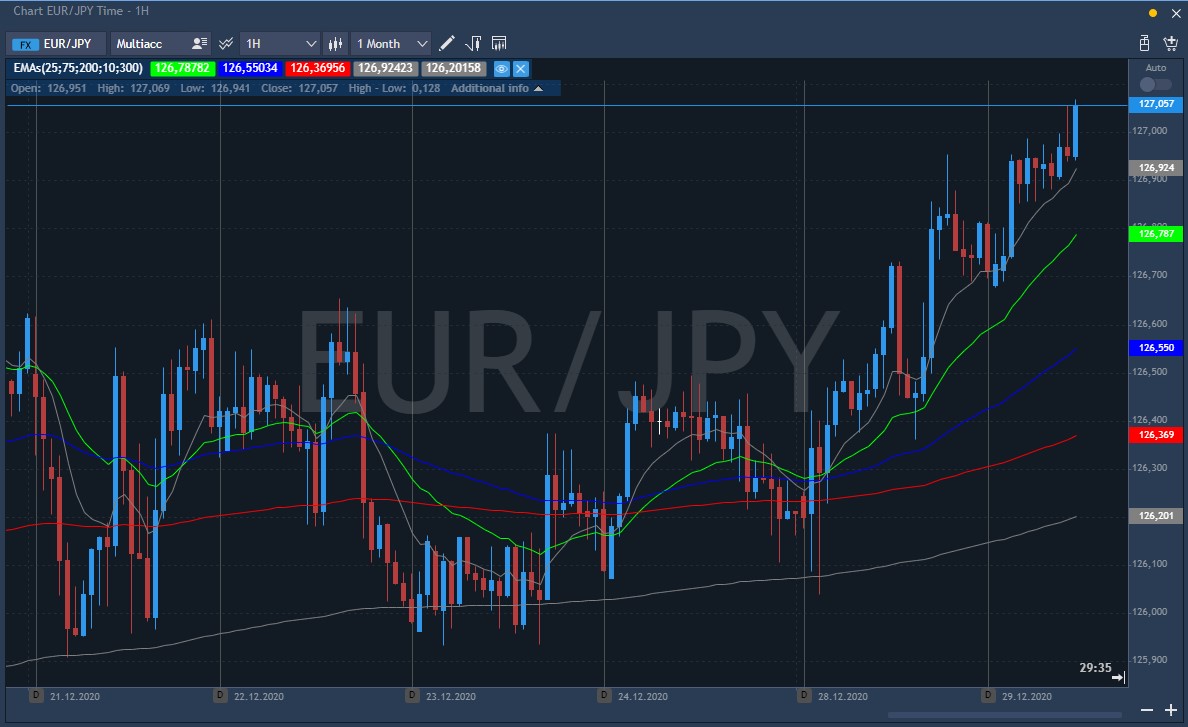 Chart EUR/JPY Time - 1H
FX EUR/JPY Multiacc 1H 1 Month
EMAs(25;75;200;10;300) 126,78782 126,55034 126,36956 126,92423 126,20158
Open: 126,951 High: 127,069 Low: 126,941 Close: 127,057 High - Low: 0,128 Additional info
Auto
127,057
127,000
126,924
126,900
126,800
126,787
126,700
126,600
126,550
126,500
126,400
126,369
126,300
126,201
126,100
126,000
125,900
EUR/JPY
29:35
D 21.12.2020 D 22.12.2020 D 23.12.2020 D 24.12.2020 D 28.12.2020 D 29.12.2020